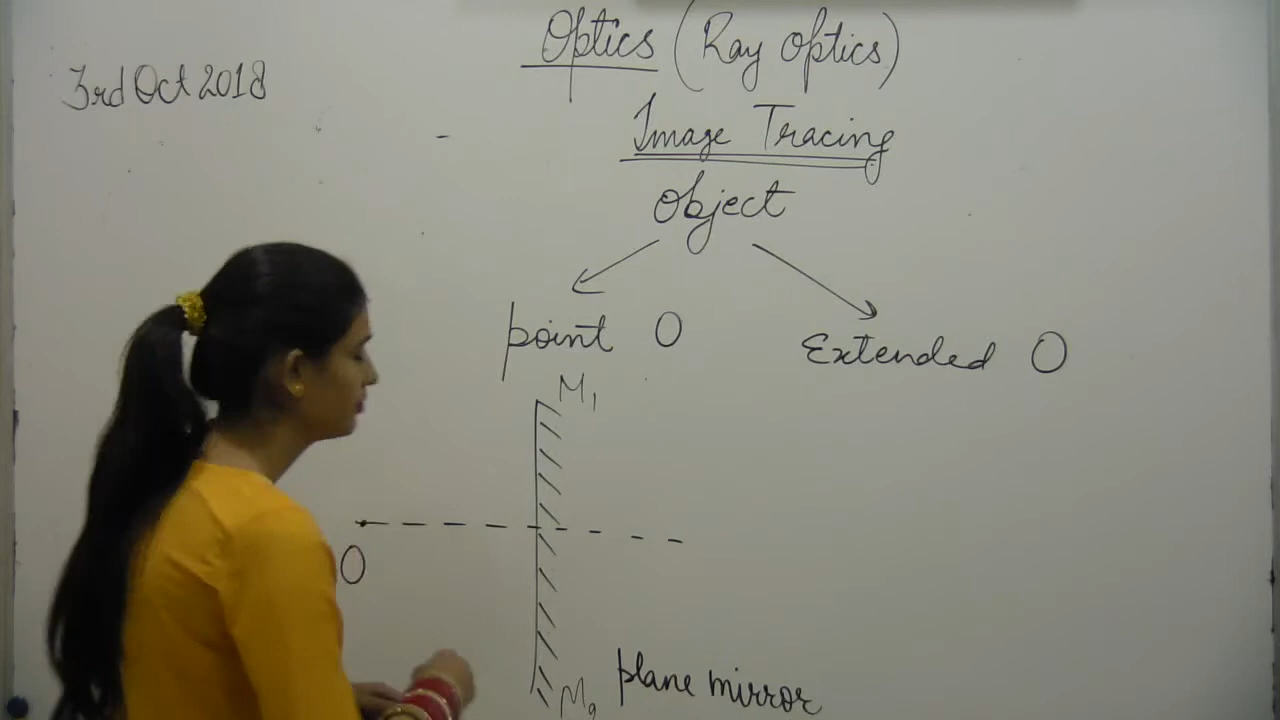 Optics (Ray Optics)
3rd Oct 2018
Image Tracing
Object
point O
Extended O
M1
O
M2
plane mirror